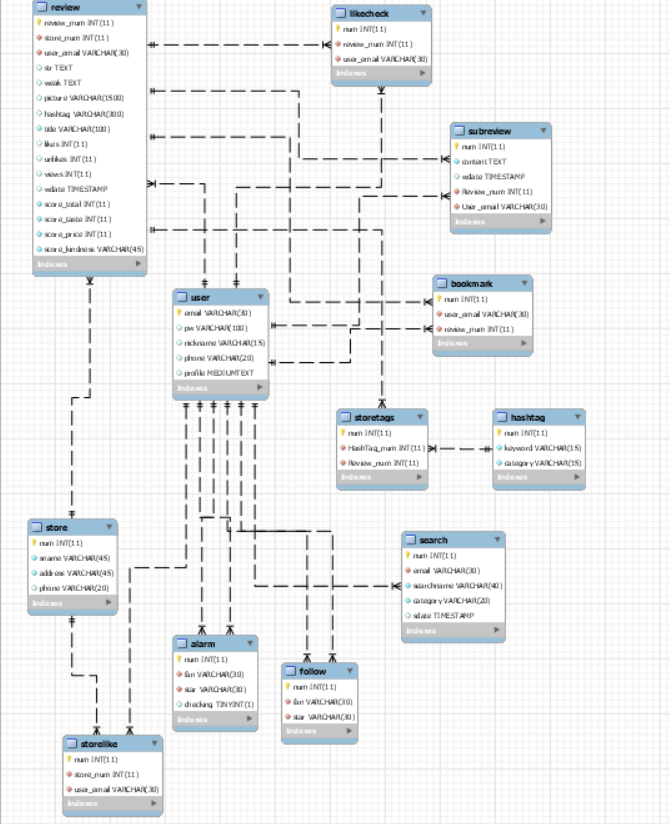 review
review_num INT(11)
store_num INT(11)
user_email VARCHAR(30)
str TEXT
weak TEXT
picture VARCHAR(1500)
hashtag VARCHAR(300)
title VARCHAR(100)
likes INT(11)
unlikes INT(11)
views INT(11)
wdate TIMESTAMP
score_total INT(11)
score_taste INT(11)
score_price INT(11)
score_kindness VARCHAR(45)
Indexes
likecheck
num INT(11)
review_num INT(11)
user_email VARCHAR(30)
Indexes
subreview
num INT(11)
content TEXT
wdate TIMESTAMP
Review_num INT(11)
User_email VARCHAR(30)
Indexes
user
email VARCHAR(30)
pw VARCHAR(100)
nickname VARCHAR(15)
phone VARCHAR(20)
profile MEDIUMTEXT
Indexes
bookmark
num INT(11)
user_email VARCHAR(30)
review_num INT(11)
Indexes
storetags
num INT(11)
HashTag_num INT(11)
Review_num INT(11)
Indexes
hashtag
num INT(11)
keyword VARCHAR(15)
category VARCHAR(15)
Indexes
store
num INT(11)
sname VARCHAR(45)
address VARCHAR(45)
phone VARCHAR(20)
Indexes
search
num INT(11)
email VARCHAR(30)
searchname VARCHAR(40)
category VARCHAR(20)
sdate TIMESTAMP
Indexes
alarm
num INT(11)
fan VARCHAR(30)
star VARCHAR(30)
checking TINYINT(1)
Indexes
follow
num INT(11)
fan VARCHAR(30)
star VARCHAR(30)
Indexes
storelike
num INT(11)
store_num INT(11)
user_email VARCHAR(30)
Indexes